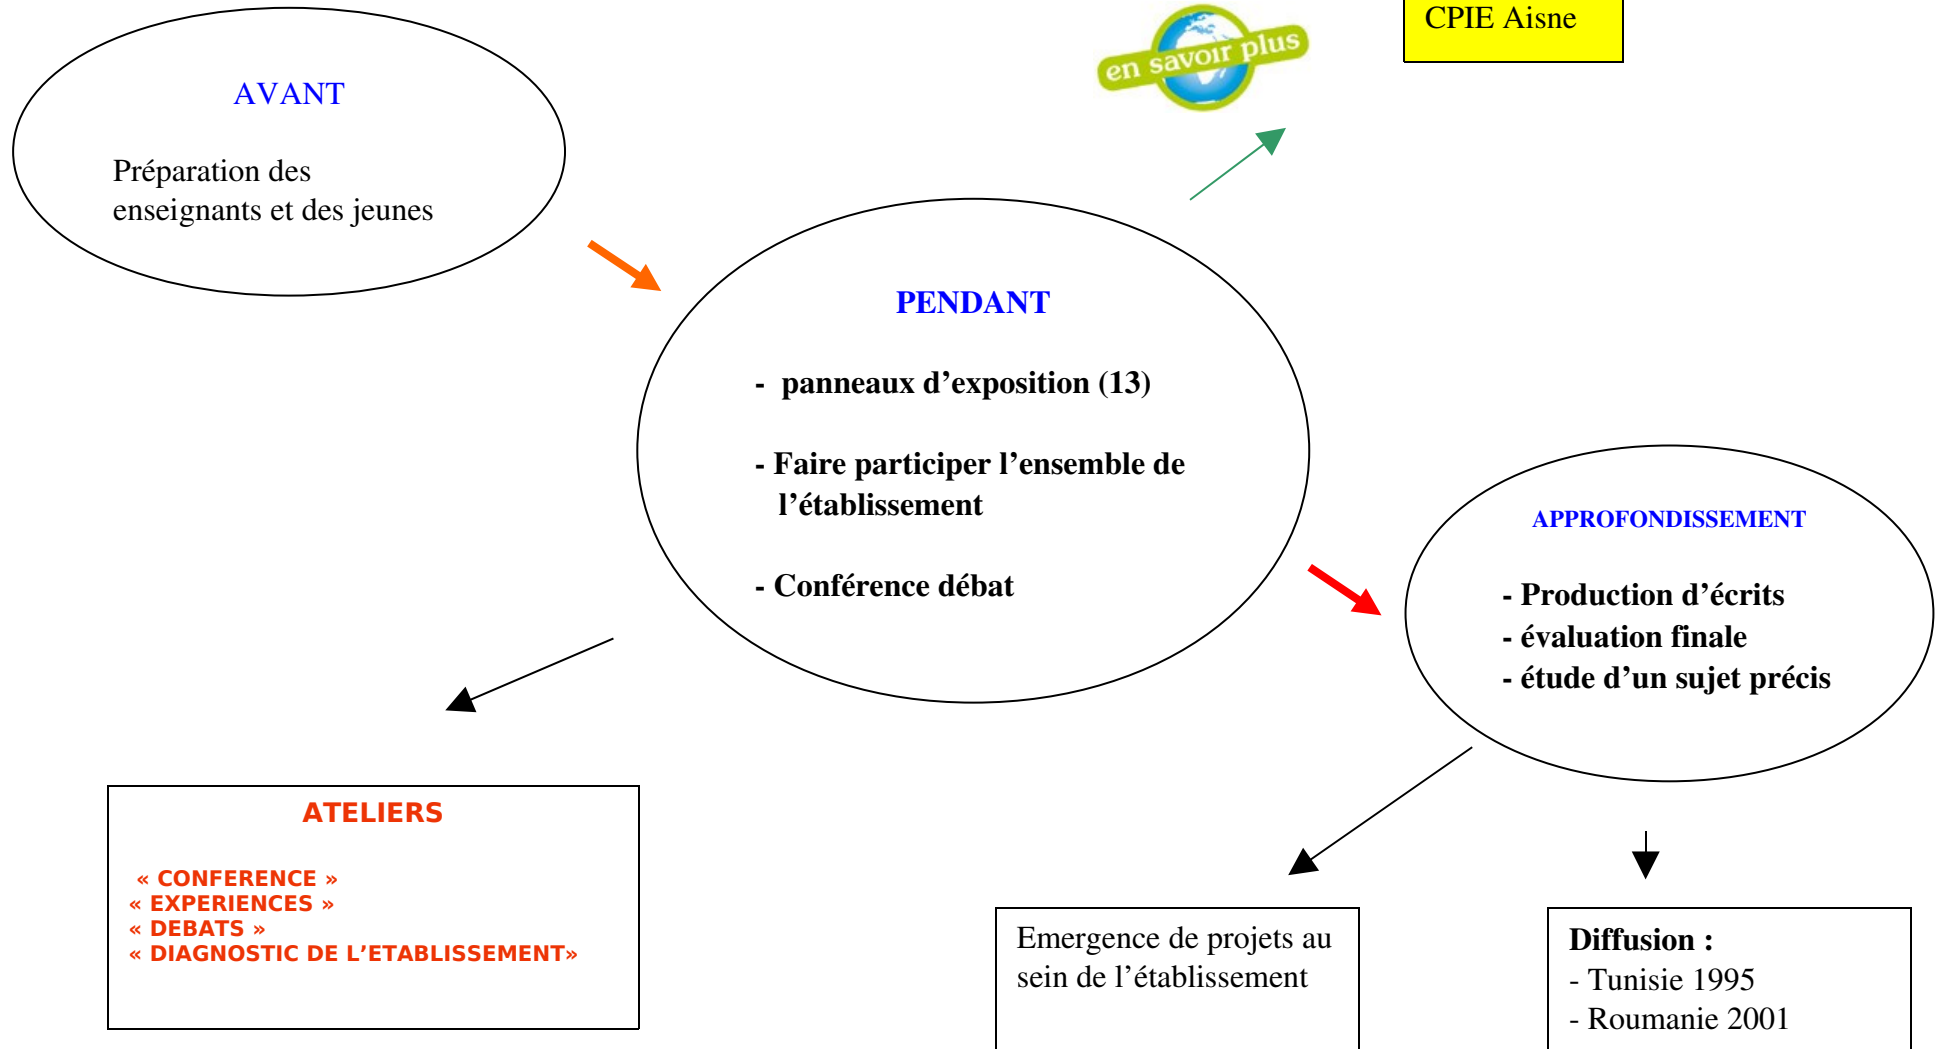 CPIE Aisne
en savoir plus
AVANT
Préparation des
enseignants et des jeunes
PENDANT
- panneaux d’exposition (13)
- Faire participer l’ensemble de
l’établissement
- Conférence débat
APPROFONDISSEMENT
- Production d’écrits
- évaluation finale
- étude d’un sujet précis
ATELIERS
« CONFERENCE »
« EXPERIENCES »
« DEBATS »
« DIAGNOSTIC DE L’ETABLISSEMENT»
Emergence de projets au
sein de l’établissement
Diffusion :
- Tunisie 1995
- Roumanie 2001